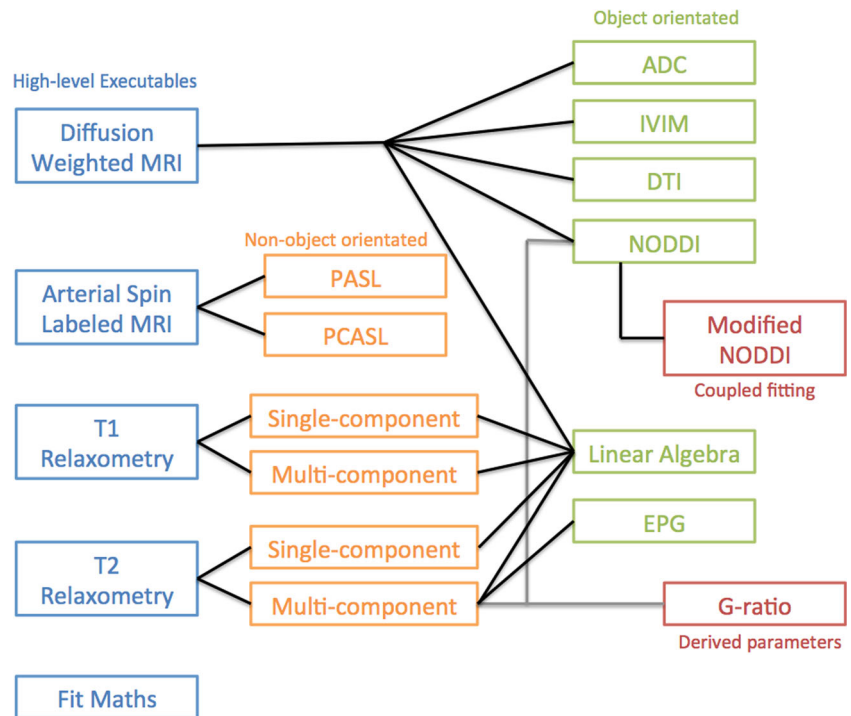 Object orientated
High-level Executables
ADC
Diffusion
Weighted MRI
IVIM
DTI
Non-object orientated
NODDI
Arterial Spin
Labeled MRI
PASL
PCASL
Modified
NODDI
Coupled fitting
T1
Relaxometry
Single-component
Multi-component
Linear Algebra
EPG
T2
Relaxometry
Single-component
Multi-component
G-ratio
Derived parameters
Fit Maths